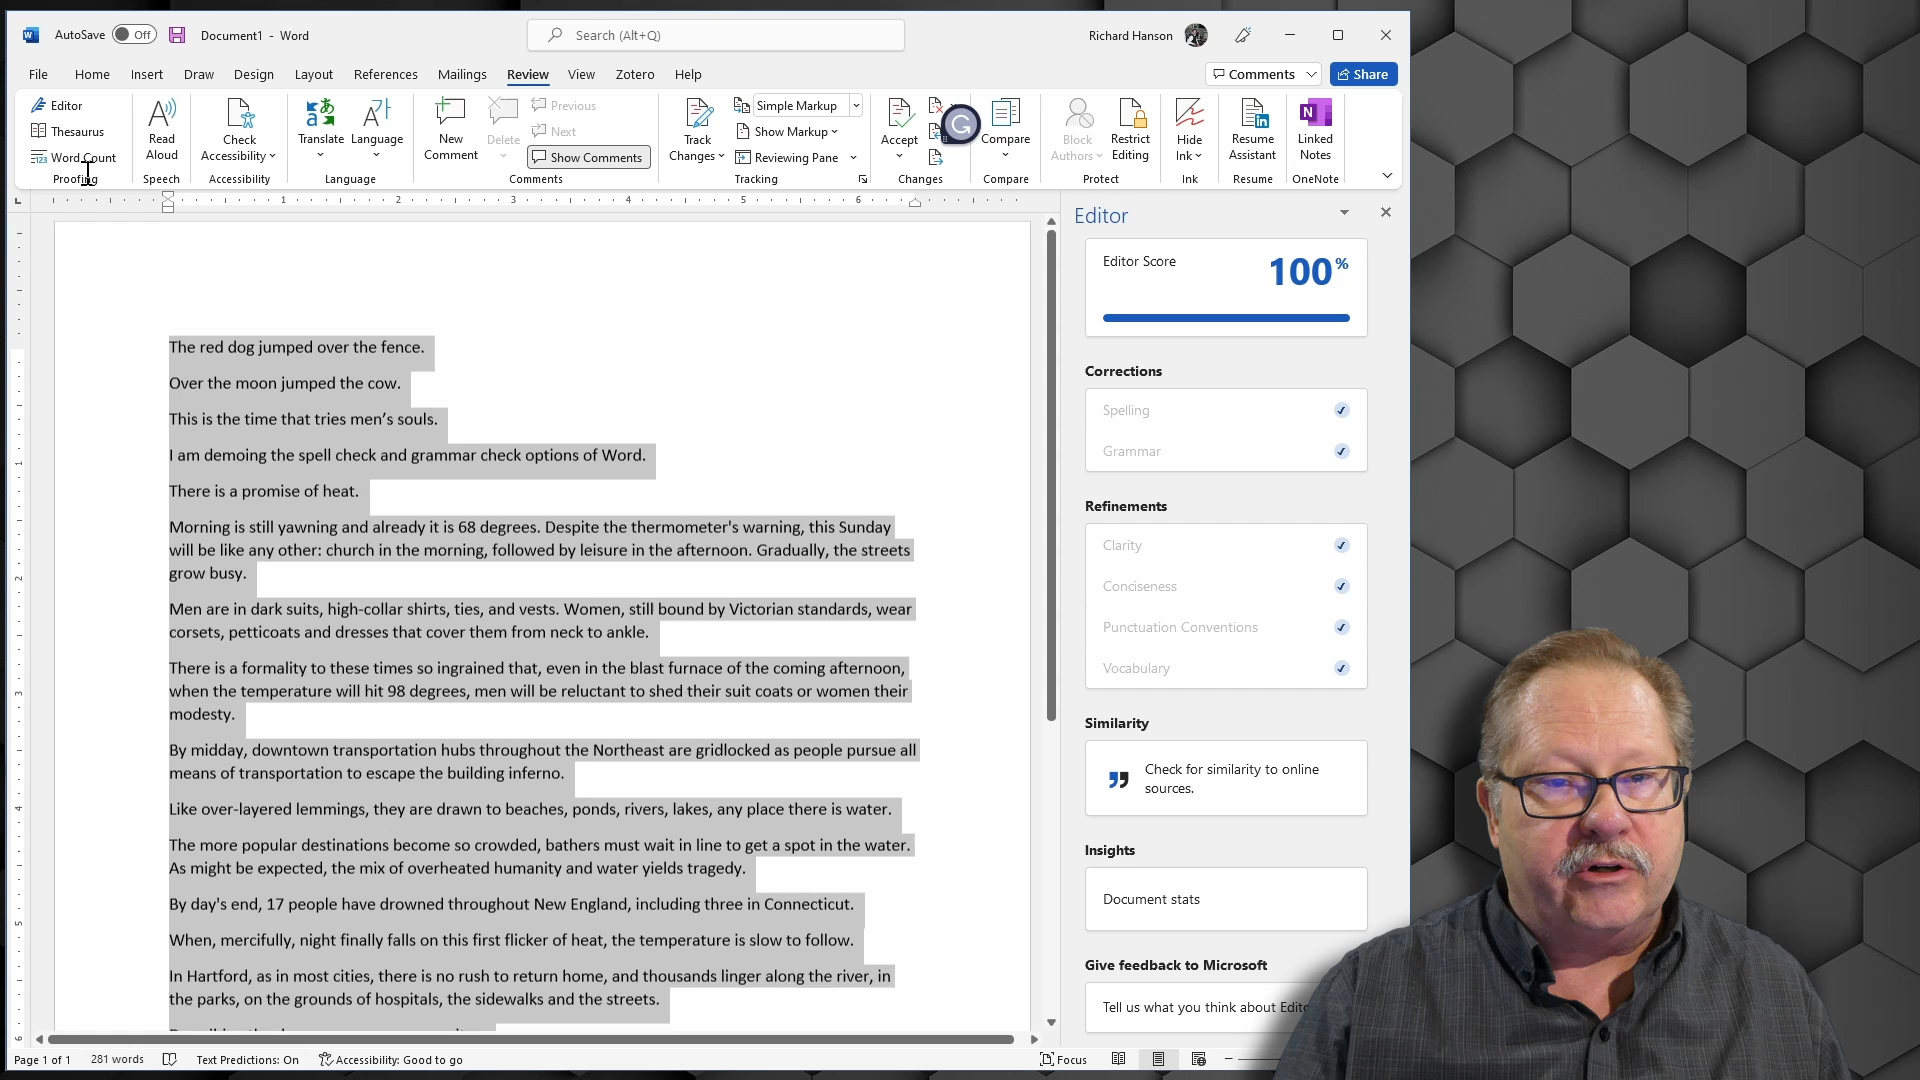 AutoSave Off Document1 - Word Search (Alt+Q) Richard Hanson
File Home Insert Draw Design Layout References Mailings Review View Zotero Help Comments Share
Editor
Thesaurus
Word Count
Proofing
Read
Aloud
Speech
Check
Accessibility
Accessibility
Translate
Language
Language
New
Comment
Delete
Previous
Next
Show Comments
Comments
Track
Changes
Simple Markup
Show Markup
Reviewing Pane
Tracking
Accept
Changes
G
Compare
Compare
Block
Authors
Restrict
Editing
Protect
Hide
Ink
Ink
Resume
Assistant
Resume
N
Linked
Notes
OneNote
1 2 3 4 5 6
1
2
3
4
5
6
The red dog jumped over the fence.
Over the moon jumped the cow.
This is the time that tries men’s souls.
I am demoing the spell check and grammar check options of Word.
There is a promise of heat.
Morning is still yawning and already it is 68 degrees. Despite the thermometer's warning, this Sunday
will be like any other: church in the morning, followed by leisure in the afternoon. Gradually, the streets
grow busy.
Men are in dark suits, high-collar shirts, ties, and vests. Women, still bound by Victorian standards, wear
corsets, petticoats and dresses that cover them from neck to ankle.
There is a formality to these times so ingrained that, even in the blast furnace of the coming afternoon,
when the temperature will hit 98 degrees, men will be reluctant to shed their suit coats or women their
modesty.
By midday, downtown transportation hubs throughout the Northeast are gridlocked as people pursue all
means of transportation to escape the building inferno.
Like over-layered lemmings, they are drawn to beaches, ponds, rivers, lakes, any place there is water.
The more popular destinations become so crowded, bathers must wait in line to get a spot in the water.
As might be expected, the mix of overheated humanity and water yields tragedy.
By day's end, 17 people have drowned throughout New England, including three in Connecticut.
When, mercifully, night finally falls on this first flicker of heat, the temperature is slow to follow.
In Hartford, as in most cities, there is no rush to return home, and thousands linger along the river, in
the parks, on the grounds of hospitals, the sidewalks and the streets.
Editor
Editor Score 100%
Corrections
Spelling
Grammar
Refinements
Clarity
Conciseness
Punctuation Conventions
Vocabulary
Similarity
Check for similarity to online
sources.
Insights
Document stats
Give feedback to Microsoft
Tell us what you think about Edito
Page 1 of 1 281 words Text Predictions: On Accessibility: Good to go Focus